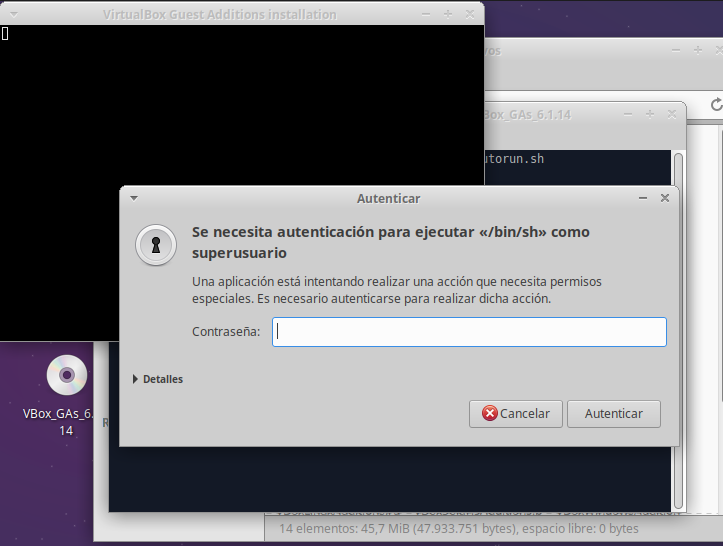 VirtualBox Guest Additions installation
vos
Box_GAs_6.1.14
utorun.sh
Autenticar
Se necesita autenticación para ejecutar «/bin/sh» como
superusuario
Una aplicación está intentando realizar una acción que necesita permisos
especiales. Es necesario autenticarse para realizar dicha acción.
Contraseña:
Detalles
Cancelar
Autenticar
VBox_GAs_6.
14
R
14 elementos: 45,7 MiB (47.933.751 bytes), espacio libre: 0 bytes